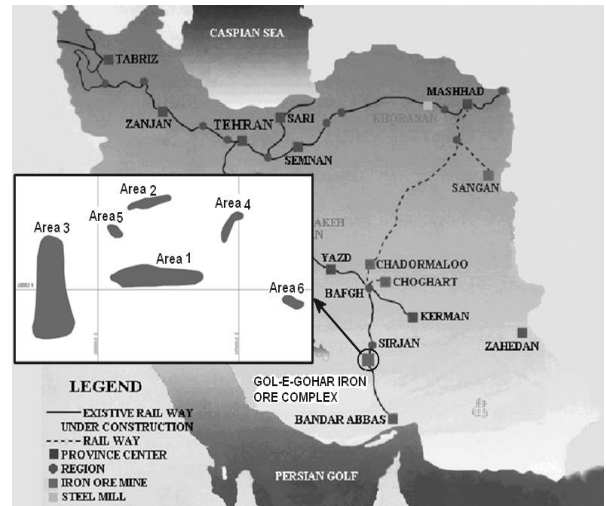 CASPIAN SEA
TABRIZ
MASHHAD
KHORASAN
ZANJAN
TEHRAN
SARI
SEMNAN
SANGAN
Area 2
Area 4
Area 5
Area 3
Area 1
Area 6
AKEH
YAZD
CHADORMALOO
CHOGHART
BAFGH
KERMAN
SIRJAN
ZAHEDAN
GOL-E-GOHAR IRON
ORE COMPLEX
BANDAR ABBAS
PERSIAN GOLF
LEGEND
EXISTIVE RAIL WAY
UNDER CONSTRUCTION
RAIL WAY
PROVINCE CENTER
REGION
IRON ORE MINE
STEEL MILL